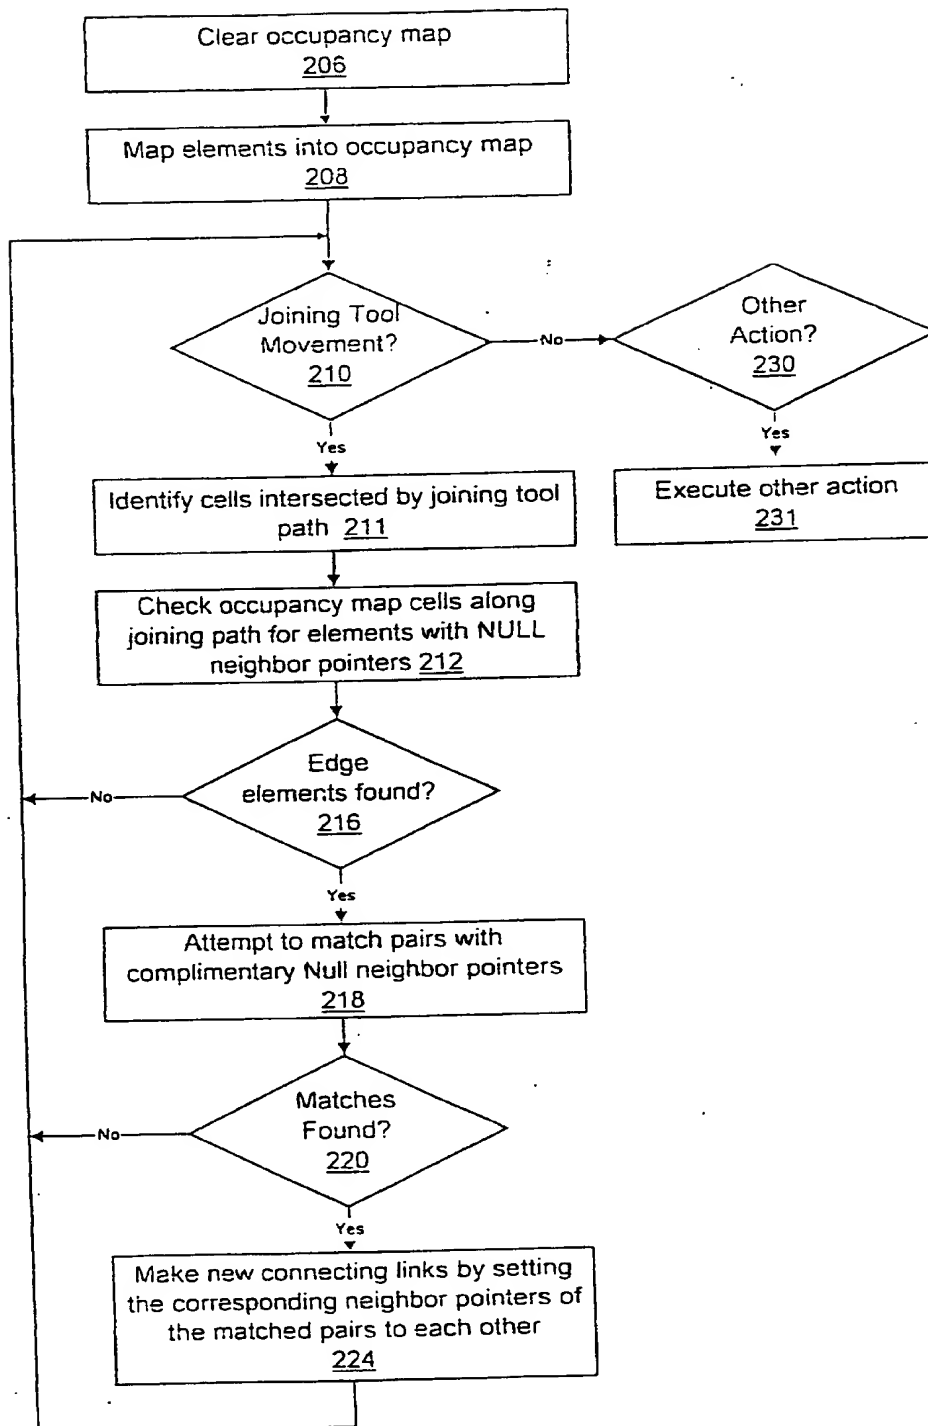 Clear occupancy map
206
Map elements into occupancy map
208
Joining Tool
Movement?
210
No
Other
Action?
230
Yes
Yes
Identify cells intersected by joining tool
path 211
Execute other action
231
Check occupancy map cells along
joining path for elements with NULL
neighbor pointers 212
Edge
elements found?
216
No
Yes
Attempt to match pairs with
complimentary Null neighbor pointers
218
Matches
Found?
220
No
Yes
Make new connecting links by setting
the corresponding neighbor pointers of
the matched pairs to each other
224